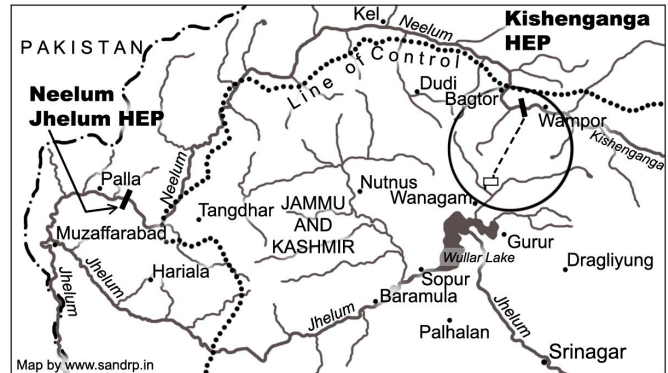 Kel
Neelum
Kishenganga
HEP
PAKISTAN
Line of Control
Dudi
Bagtor
Neelum
Jhelum HEP
Wampor
Kishenganga
Palla
Neelum
Nutnus
Wanagam
Tangdhar
JAMMU
AND
KASHMIR
Muzaffarabad
Gurur
Wullar Lake
Dragliyung
Jhelum
Jhelum
Hariala
Sopur
Baramula
Jhelum
Jhelum
Palhalan
Srinagar
Map by www.sandrp.in